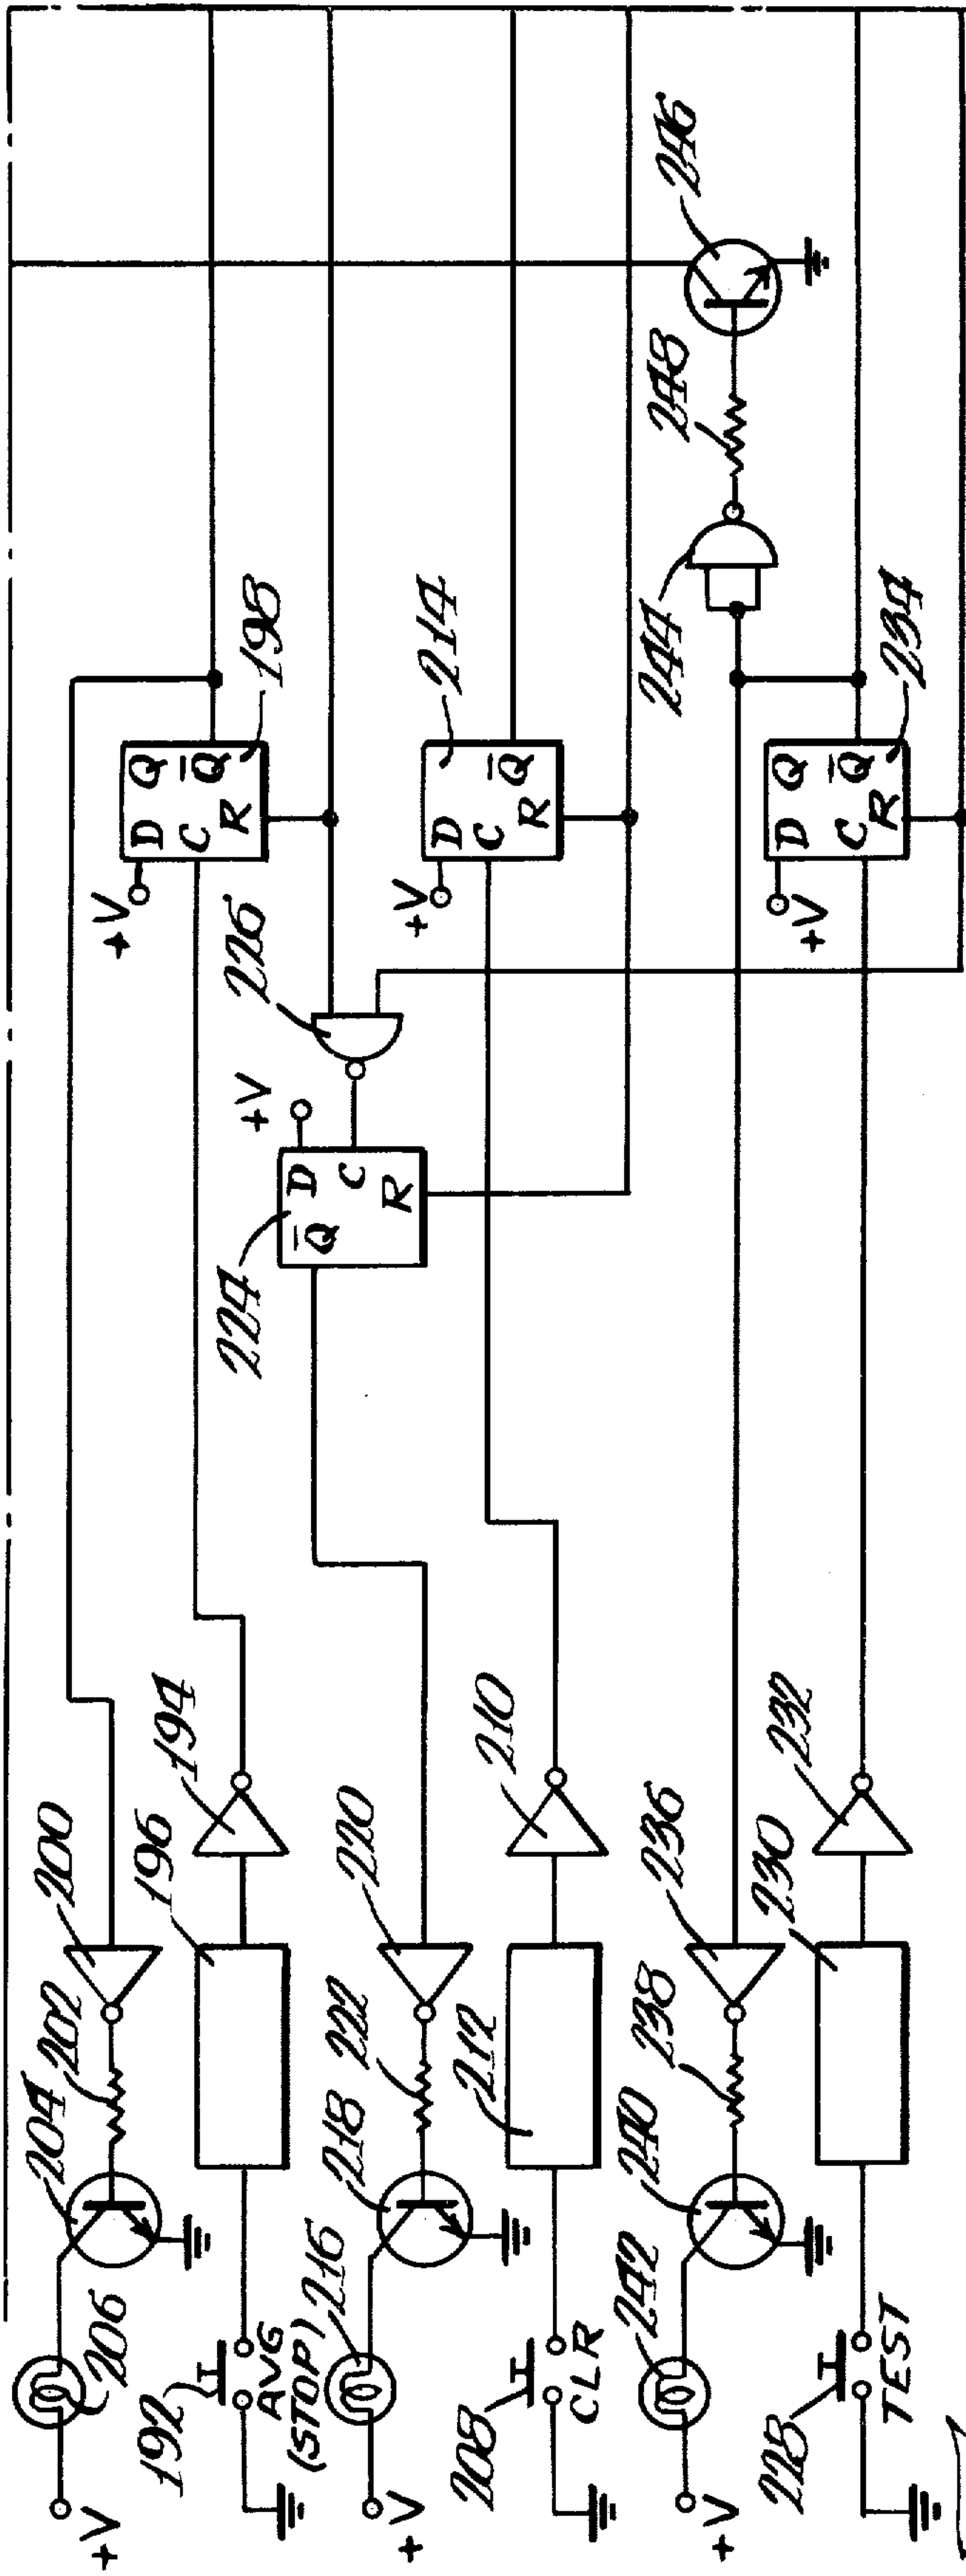 +V
206
204
202
200
+V
D Q
C Q̅
R
198
192
AVG
(STOP)
196
194
226
+V
224
Q̅ D
C
R
216
218
222
220
+V
+V
D
C Q̅
R
214
208
CLR
212
210
244
248
246
242
240
238
236
+V
+V
D Q
C Q̅
R
234
228
TEST
230
232